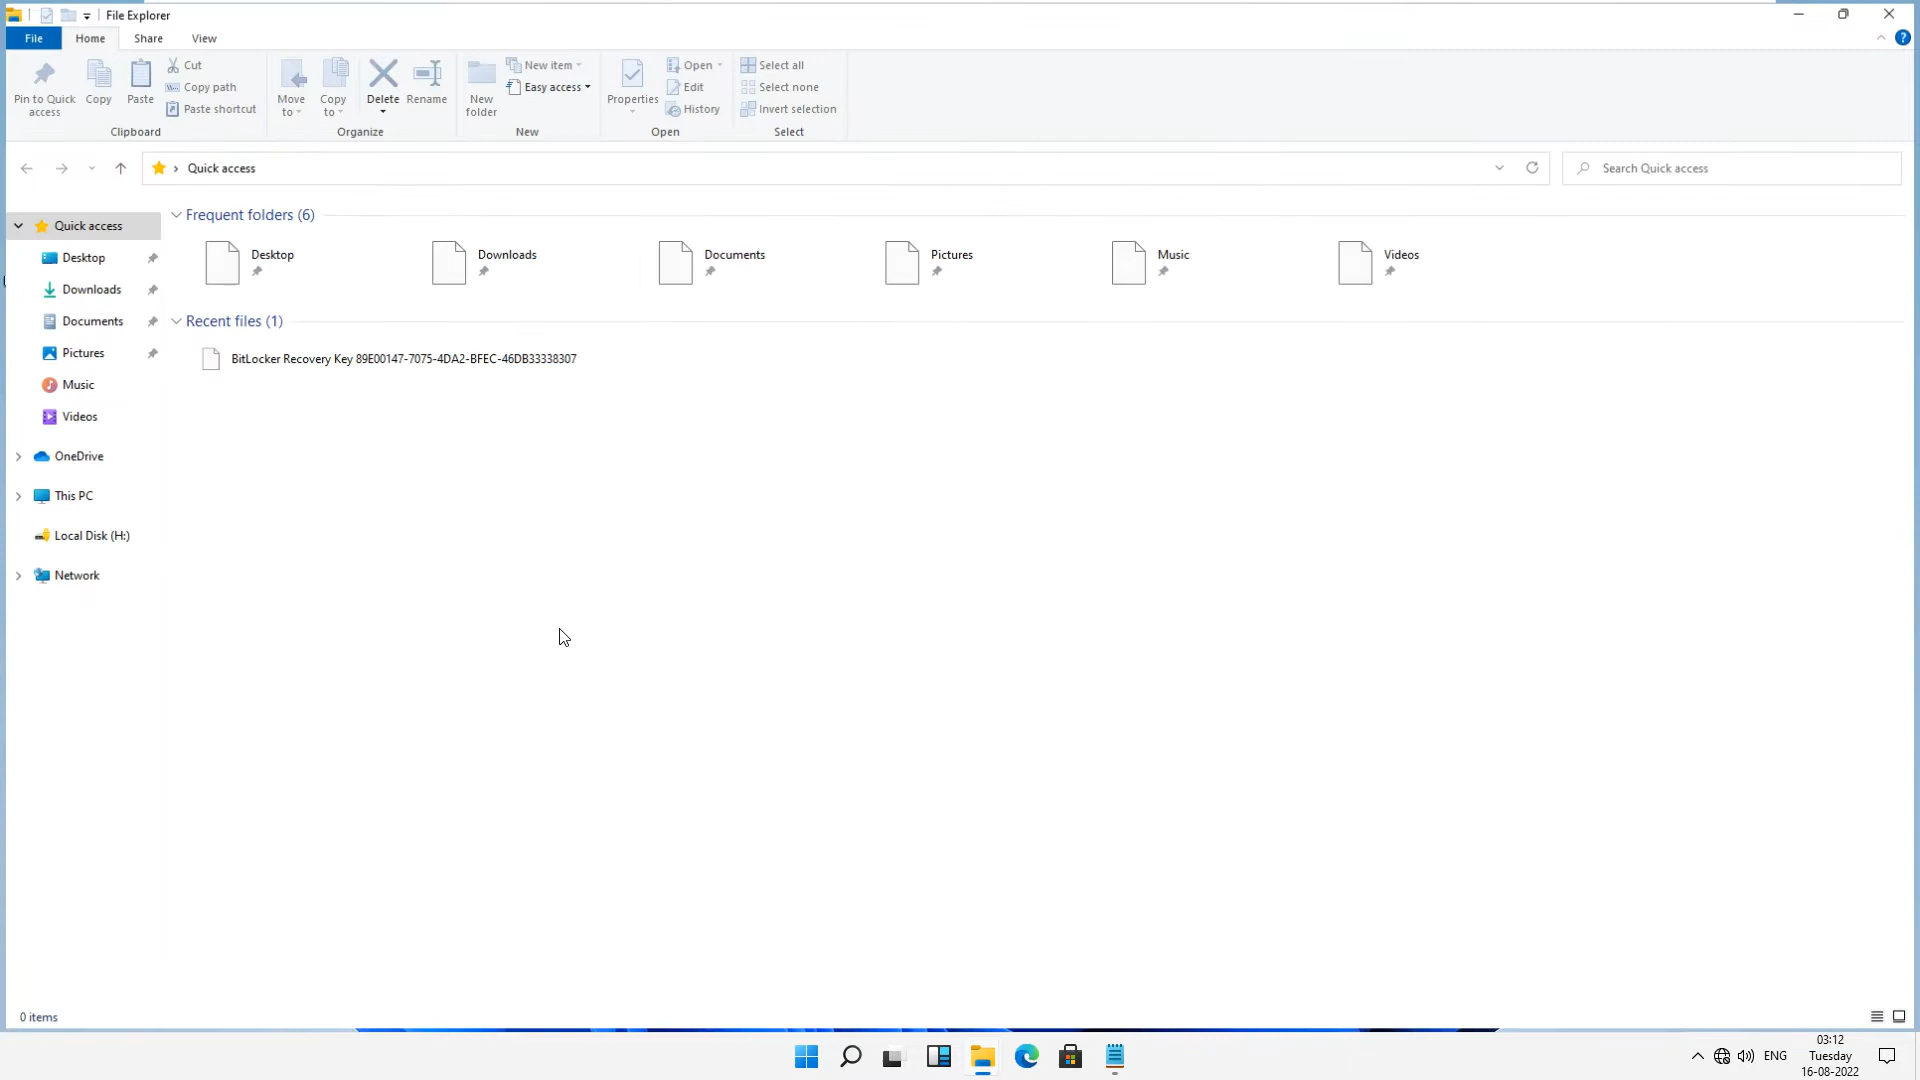 File Explorer
File Home Share View
Pin to Quick access
Copy
Paste
Cut
Copy path
Paste shortcut
Clipboard
Move to
Copy to
Delete
Rename
Organize
New folder
New item
Easy access
New
Properties
Open
Edit
History
Open
Select all
Select none
Invert selection
Select
Quick access
Search Quick access
Quick access
Desktop
Downloads
Documents
Pictures
Music
Videos
OneDrive
This PC
Local Disk (H:)
Network
Frequent folders (6)
Desktop
Downloads
Documents
Pictures
Music
Videos
Recent files (1)
BitLocker Recovery Key 89E00147-7075-4DA2-BFEC-46DB33338307
0 items
ENG
03:12
Tuesday
16-08-2022